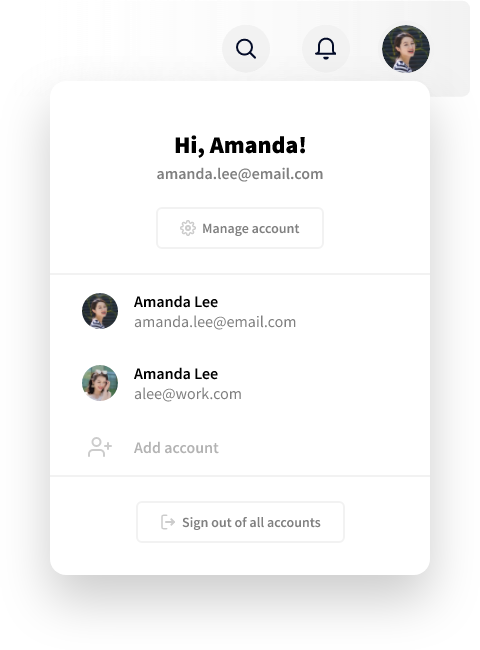 Hi, Amanda!
amanda.lee@email.com
Manage account
Amanda Lee
amanda.lee@email.com
Amanda Lee
alee@work.com
Add account
Sign out of all accounts